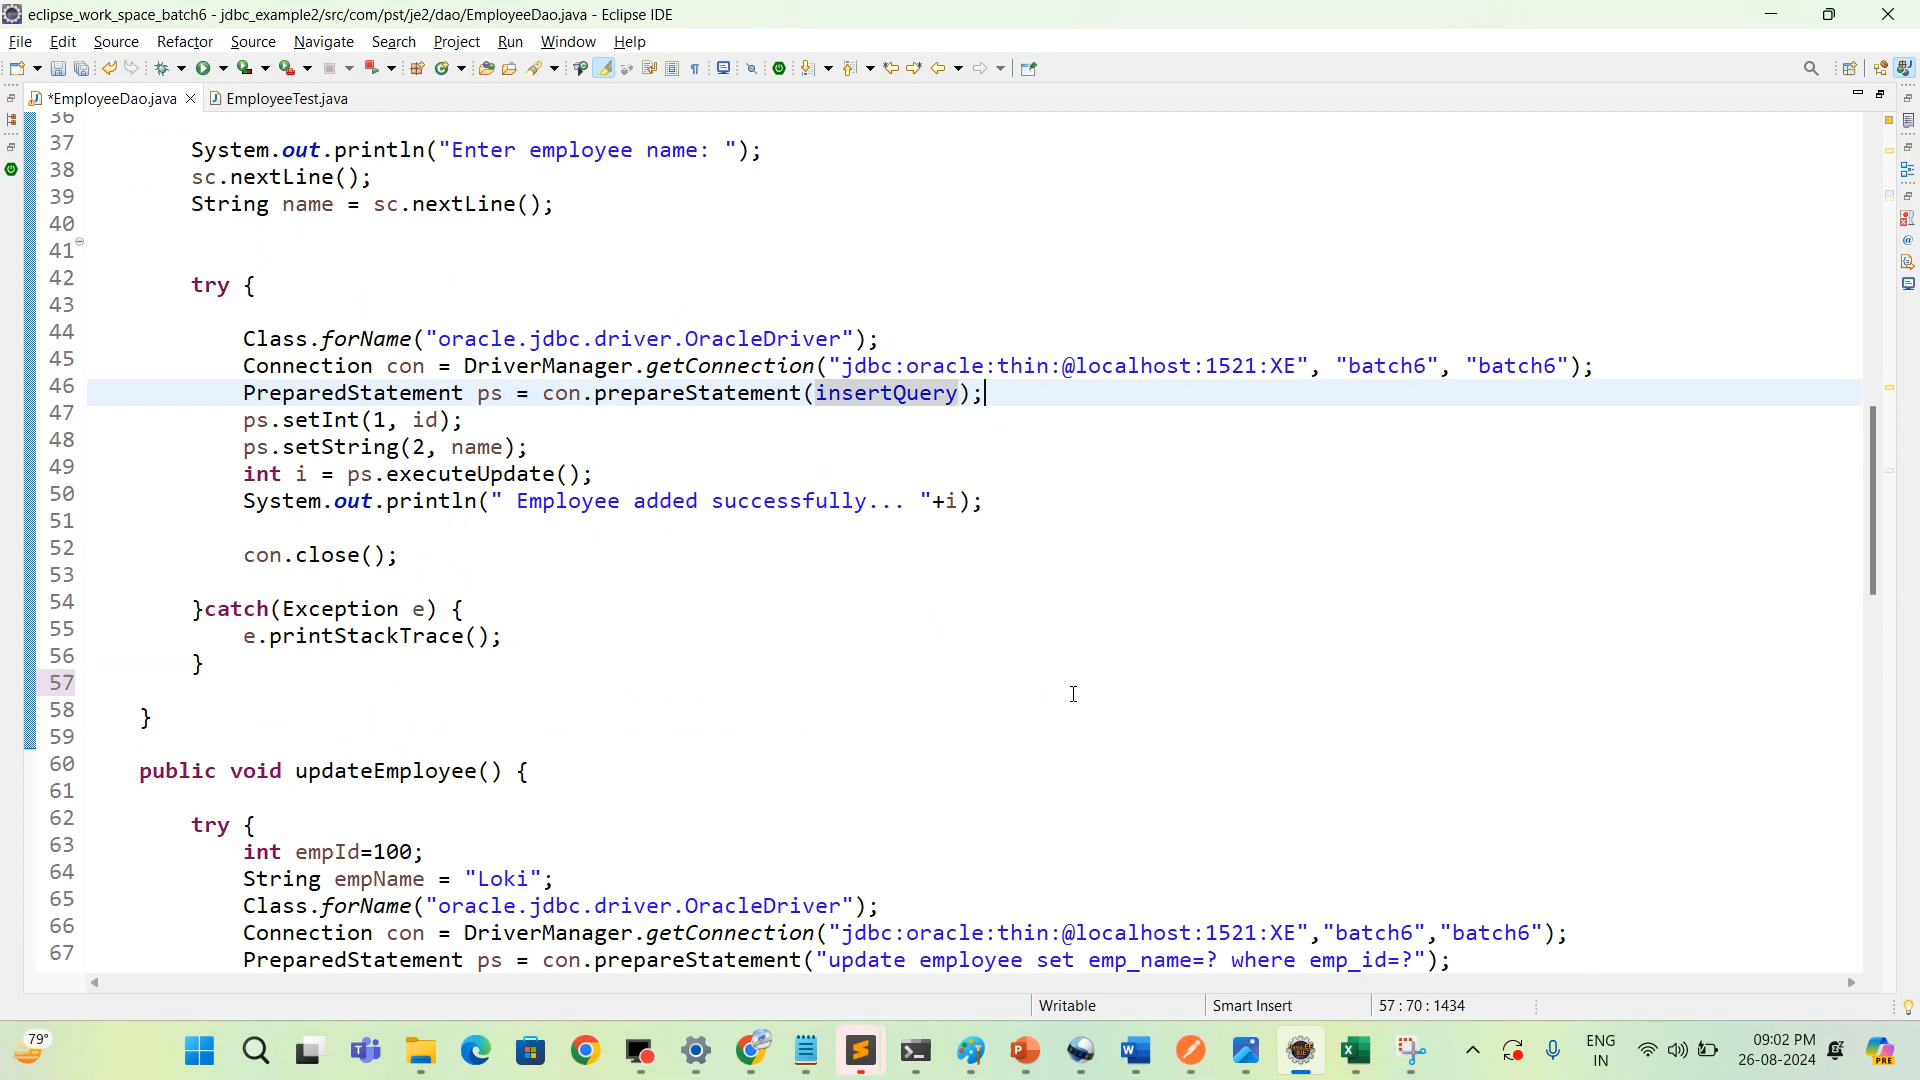 eclipse_work_space_batch6 - jdbc_example2/src/com/pst/je2/dao/EmployeeDao.java - Eclipse IDE
File Edit Source Refactor Source Navigate Search Project Run Window Help
*EmployeeDao.java EmployeeTest.java
36
37 System.out.println("Enter employee name: ");
38 sc.nextLine();
39 String name = sc.nextLine();
40
41
42 try {
43
44 Class.forName("oracle.jdbc.driver.OracleDriver");
45 Connection con = DriverManager.getConnection("jdbc:oracle:thin:@localhost:1521:XE", "batch6", "batch6");
46 PreparedStatement ps = con.prepareStatement(insertQuery);
47 ps.setInt(1, id);
48 ps.setString(2, name);
49 int i = ps.executeUpdate();
50 System.out.println(" Employee added successfully... "+i);
51
52 con.close();
53
54 }catch(Exception e) {
55 e.printStackTrace();
56 }
57
58 }
59
60 public void updateEmployee() {
61
62 try {
63 int empId=100;
64 String empName = "Loki";
65 Class.forName("oracle.jdbc.driver.OracleDriver");
66 Connection con = DriverManager.getConnection("jdbc:oracle:thin:@localhost:1521:XE","batch6","batch6");
67 PreparedStatement ps = con.prepareStatement("update employee set emp_name=? where emp_id=?");
Writable Smart Insert 57 : 70 : 1434
79°
ENG
IN
09:02 PM
26-08-2024
PRE